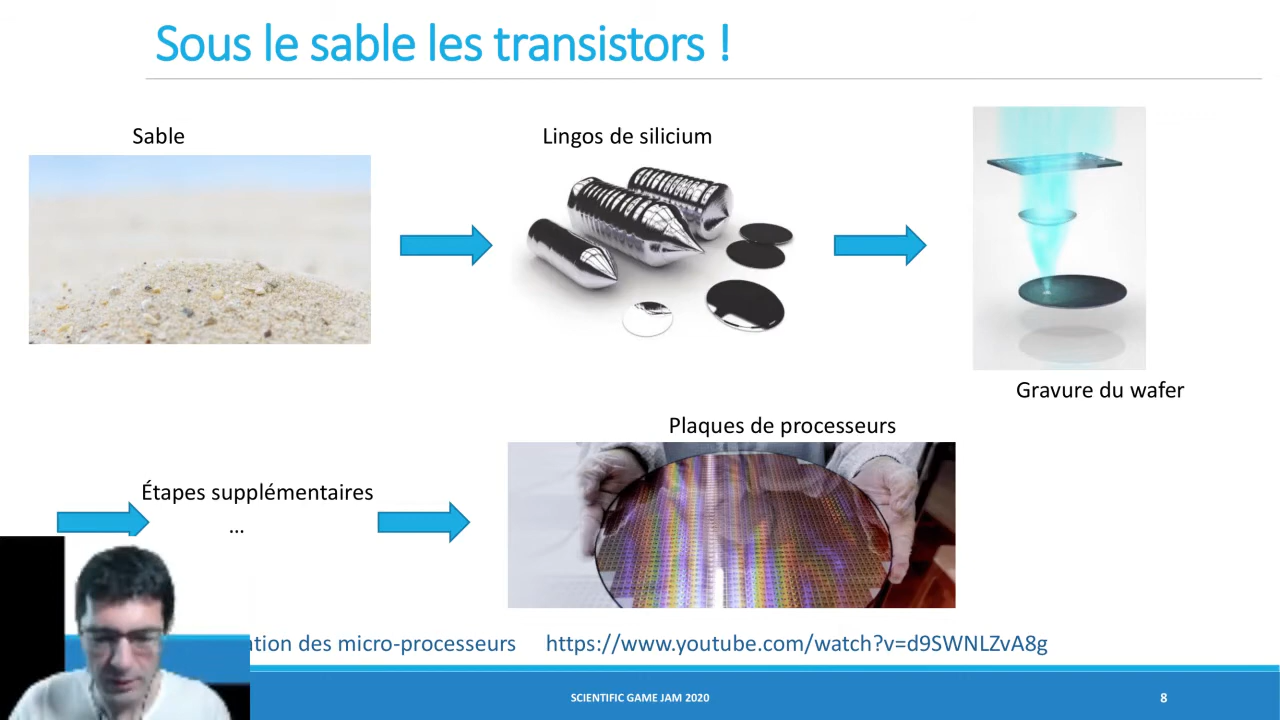 Sous le sable les transistors !
Sable
Lingos de silicium
Gravure du wafer
Plaques de processeurs
Étapes supplémentaires
...
des micro-processeurs https://www.youtube.com/watch?v=d9SWNLZvA8g
SCIENTIFIC GAME JAM 2020
8